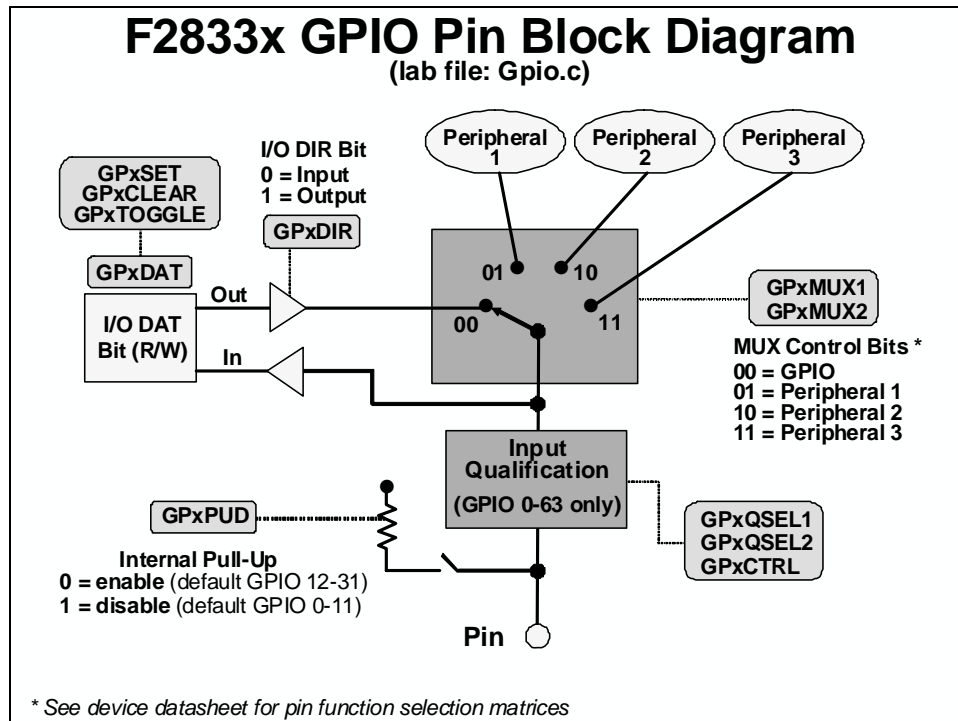 F2833x GPIO Pin Block Diagram
(lab file: Gpio.c)
Peripheral
1
Peripheral
2
Peripheral
3
I/O DIR Bit
0 = Input
1 = Output
GPxSET
GPxCLEAR
GPxTOGGLE
GPxDIR
GPxDAT
Out
I/O DAT
Bit (R/W)
In
01
10
00
11
GPxMUX1
GPxMUX2
MUX Control Bits *
00 = GPIO
01 = Peripheral 1
10 = Peripheral 2
11 = Peripheral 3
Input
Qualification
(GPIO 0-63 only)
GPxPUD
GPxQSEL1
GPxQSEL2
GPxCTRL
Internal Pull-Up
0 = enable (default GPIO 12-31)
1 = disable (default GPIO 0-11)
Pin
* See device datasheet for pin function selection matrices